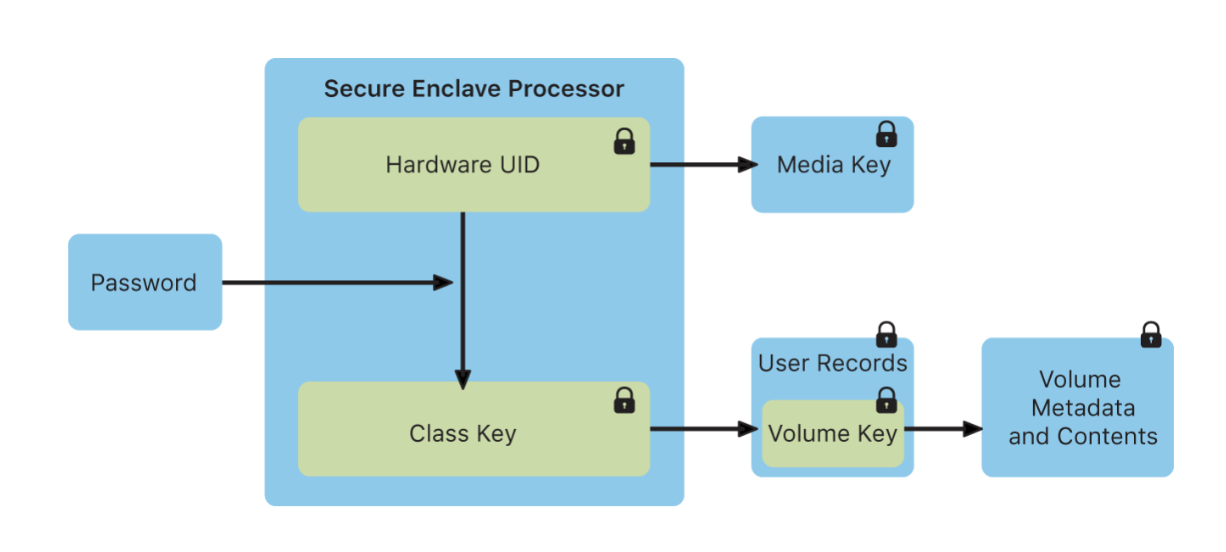 Secure Enclave Processor
Hardware UID
Media Key
Password
User Records
Class Key
Volume Key
Volume
Metadata
and Contents